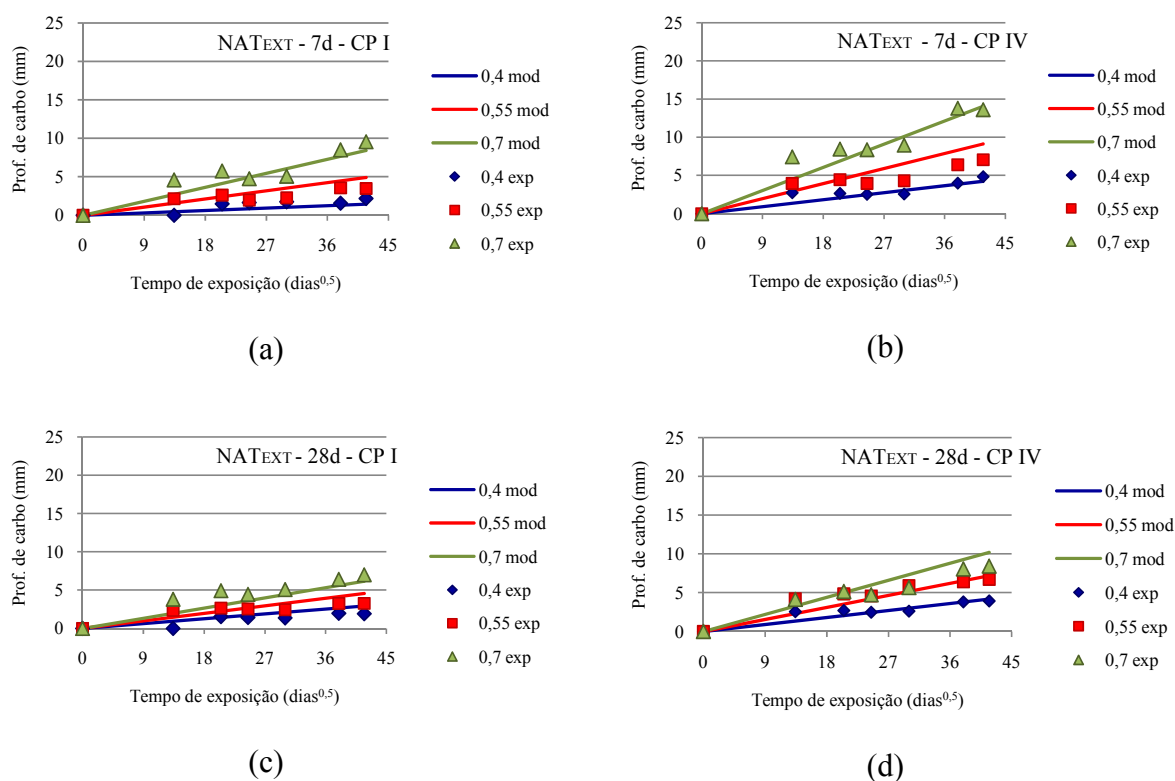 NATEXT - 7d - CP I
Prof. de carbo (mm)
25
20
15
10
5
0
0 9 18 27 36 45
Tempo de exposição (dias0,5)
0,4 mod
0,55 mod
0,7 mod
0,4 exp
0,55 exp
0,7 exp
(a)
NATEXT - 7d - CP IV
Prof. de carbo (mm)
25
20
15
10
5
0
0 9 18 27 36 45
Tempo de exposição (dias0,5)
0,4 mod
0,55 mod
0,7 mod
0,4 exp
0,55 exp
0,7 exp
(b)
NATEXT - 28d - CP I
Prof. de carbo (mm)
25
20
15
10
5
0
0 9 18 27 36 45
Tempo de exposição (dias0,5)
0,4 mod
0,55 mod
0,7 mod
0,4 exp
0,55 exp
0,7 exp
(c)
NATEXT - 28d - CP IV
Prof. de carbo (mm)
25
20
15
10
5
0
0 9 18 27 36 45
Tempo de exposição (dias0,5)
0,4 mod
0,55 mod
0,7 mod
0,4 exp
0,55 exp
0,7 exp
(d)